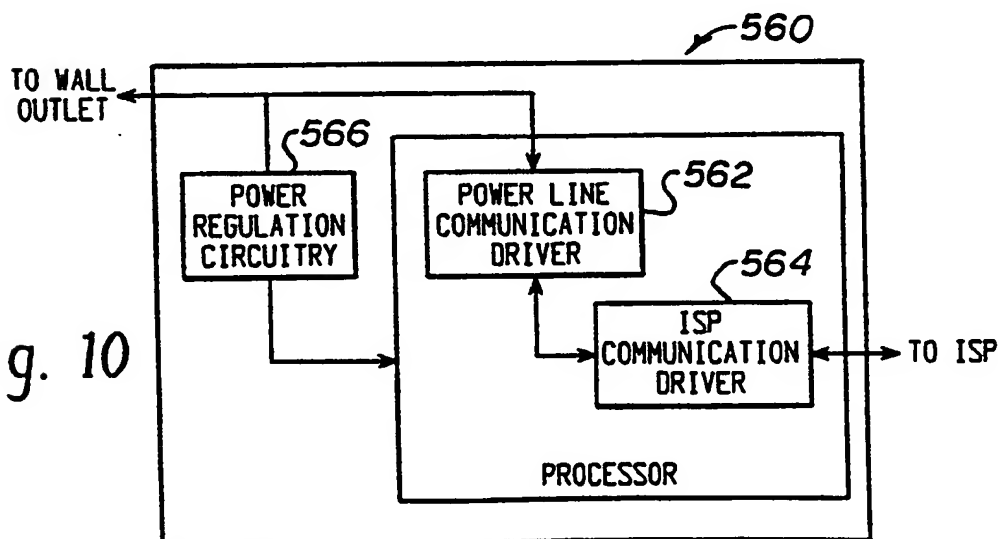 560
TO WALL
OUTLET
566
POWER
REGULATION
CIRCUITRY
POWER LINE
COMMUNICATION
DRIVER
562
564
ISP
COMMUNICATION
DRIVER
TO ISP
g. 10
PROCESSOR